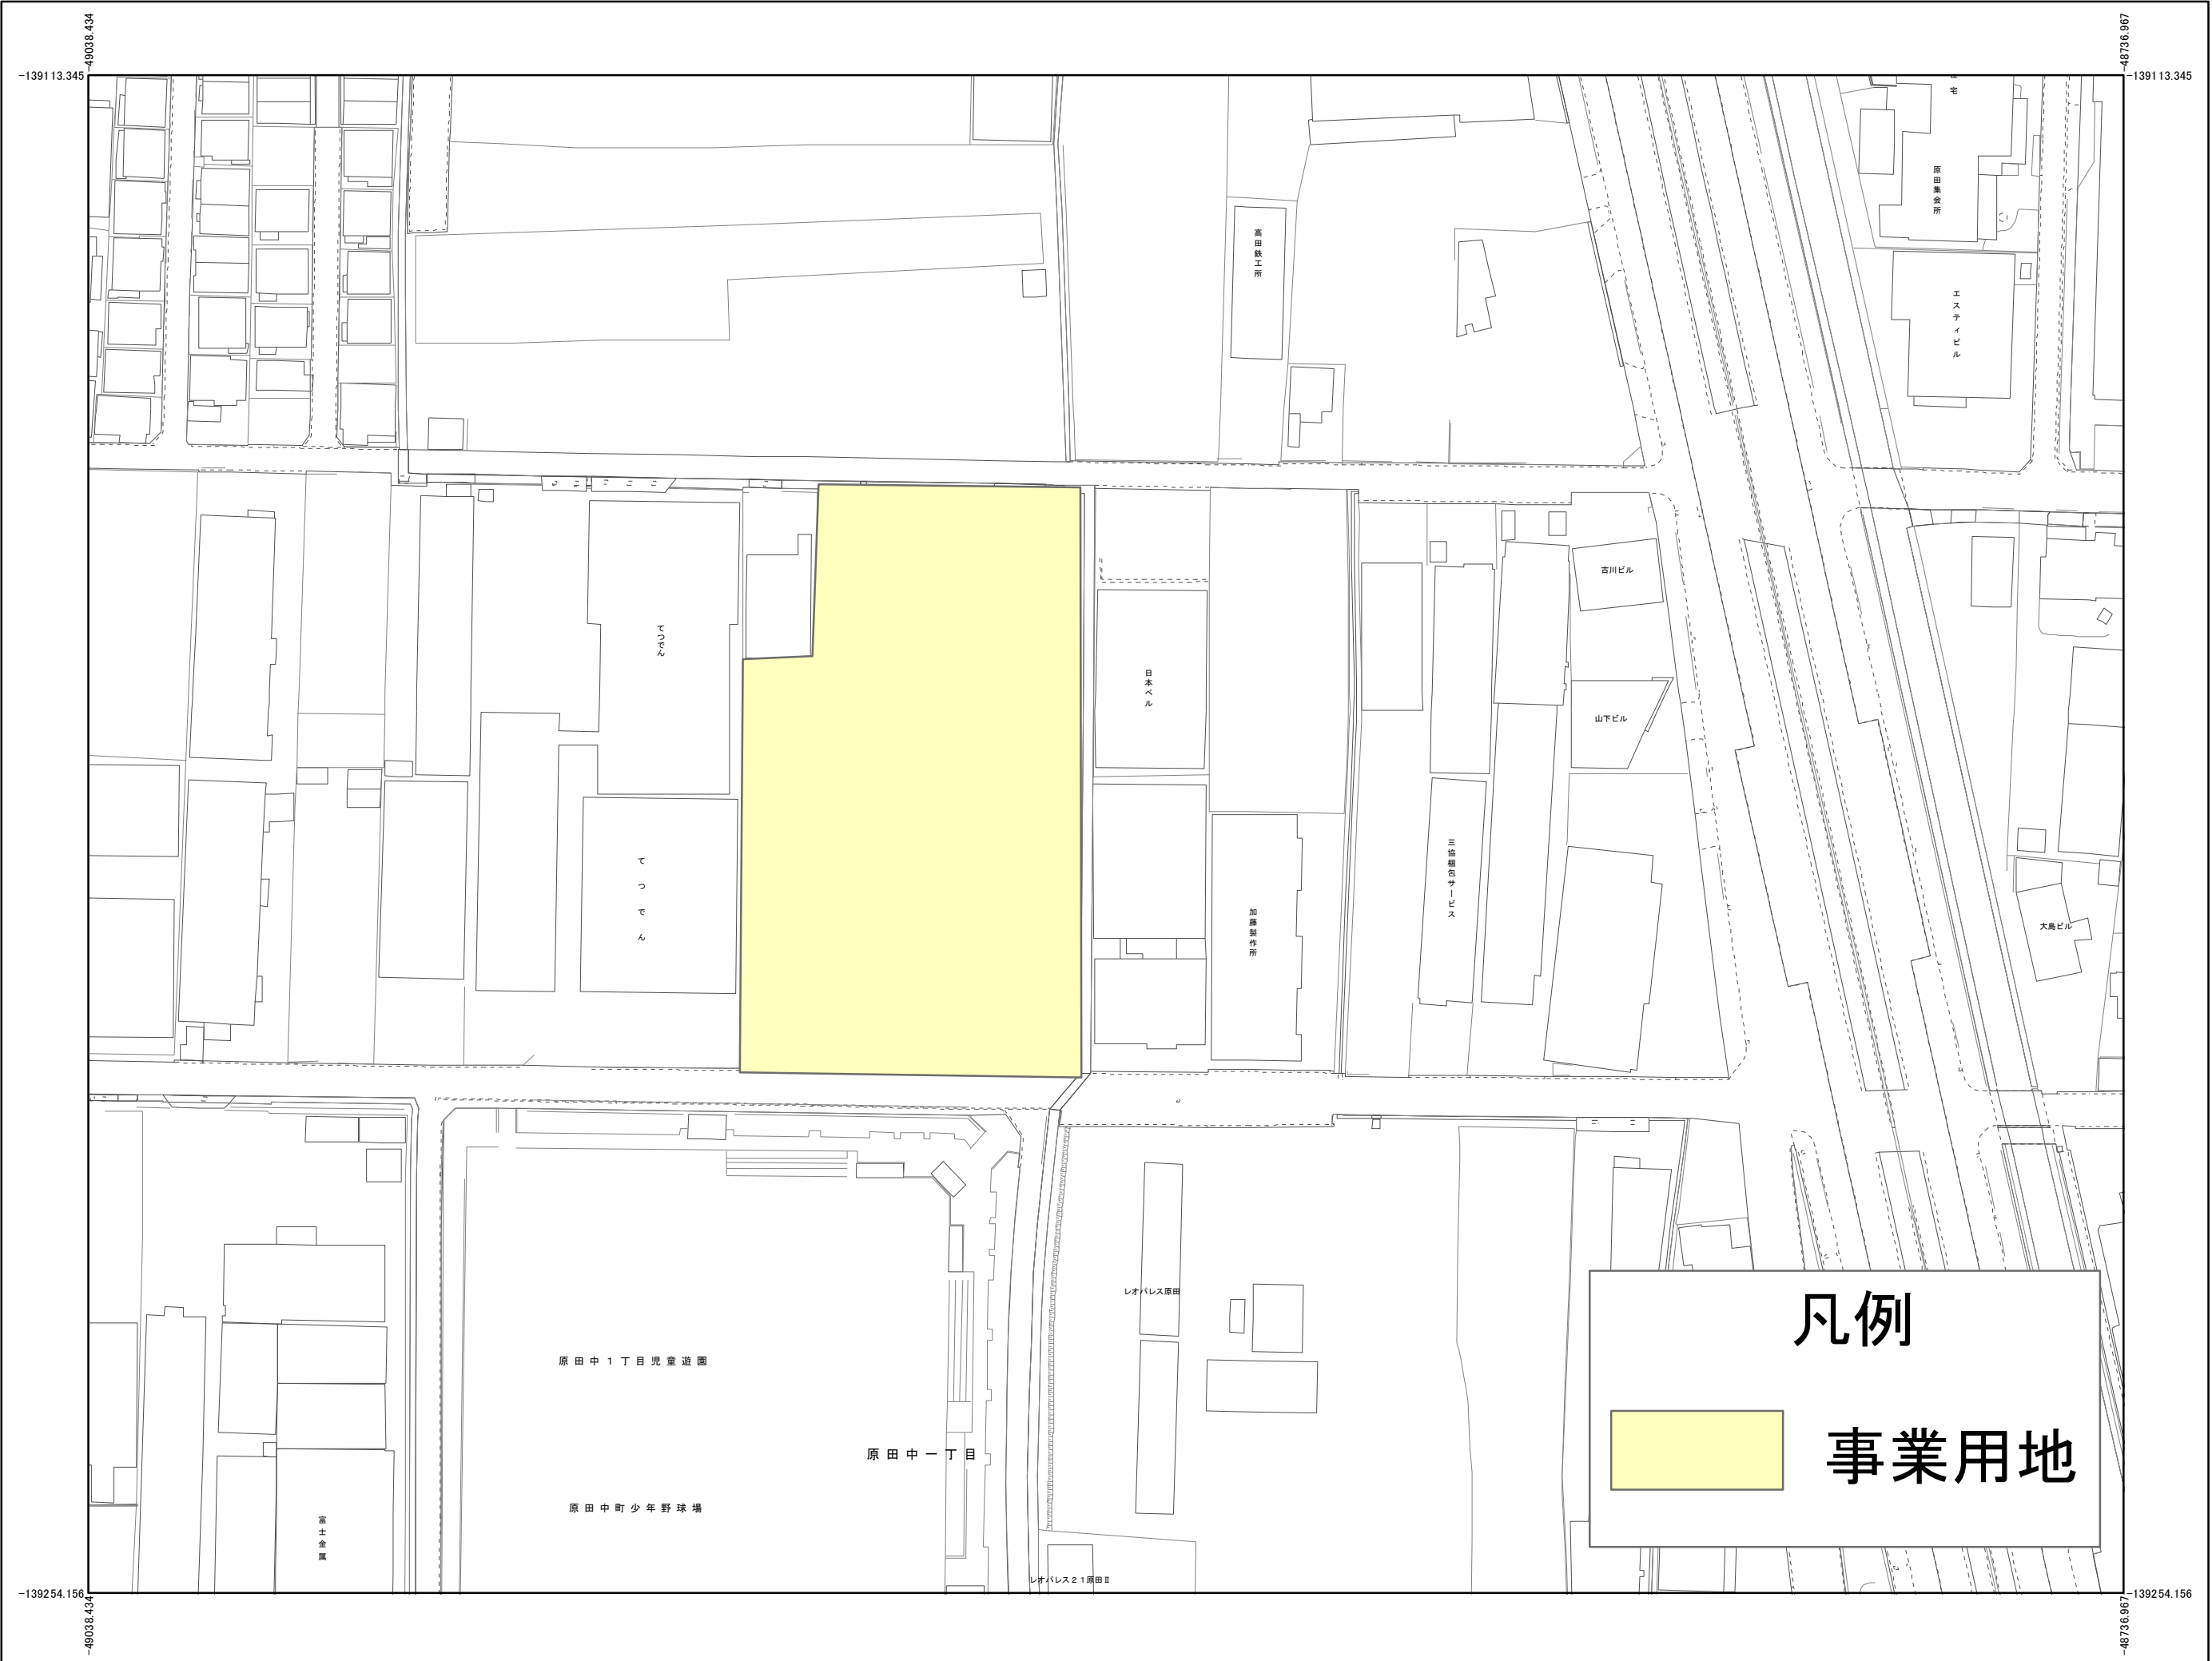 -49038.434
-48736.967
-139113.345
-139113.345
宅
原田集会所
高田鉄工所
エスティビル
古川ビル
てつでん
日本ベル
山下ビル
三協梱包サービス
てつでん
加藤製作所
大島ビル
レオパレス原田
凡例
原田中1丁目児童遊園
事業用地
原田中一丁目
原田中町少年野球場
富士金属
レオパレス21原田Ⅱ
-139254.156
-139254.156
-49038.434
-48736.967